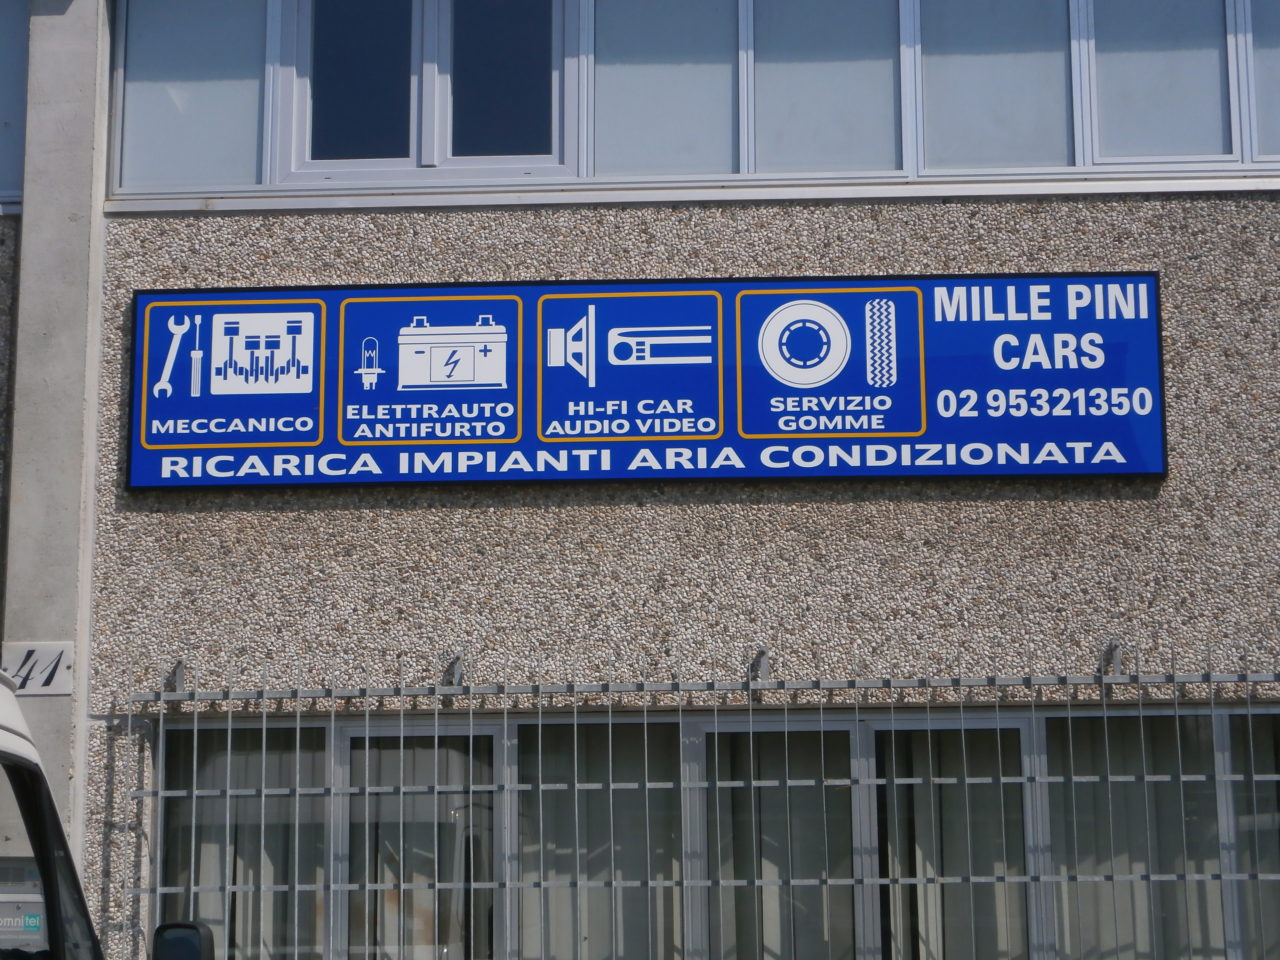 MECCANICO
ELETTRAUTO
ANTIFURTO
HI-FI CAR
AUDIO VIDEO
SERVIZIO
GOMME
MILLE PINI
CARS
02 95321350
RICARICA IMPIANTI ARIA CONDIZIONATA
41
omnitel